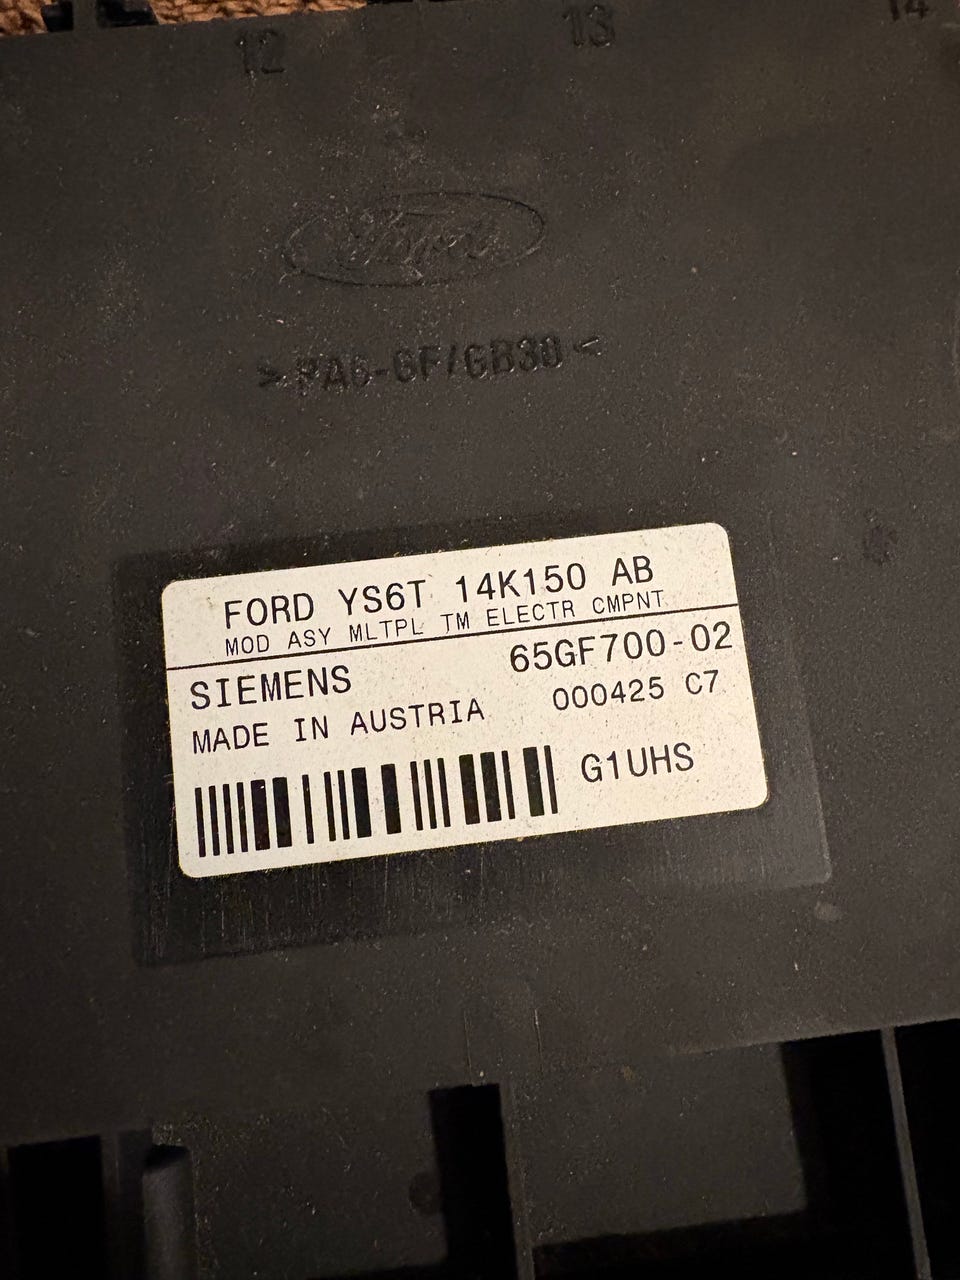 12 13 14
Ford
>PA6-GF/GB30<
FORD YS6T 14K150 AB
MOD ASY MLTPL TM ELECTR CMPNT
SIEMENS 65GF700-02
MADE IN AUSTRIA 000425 C7
G1UHS